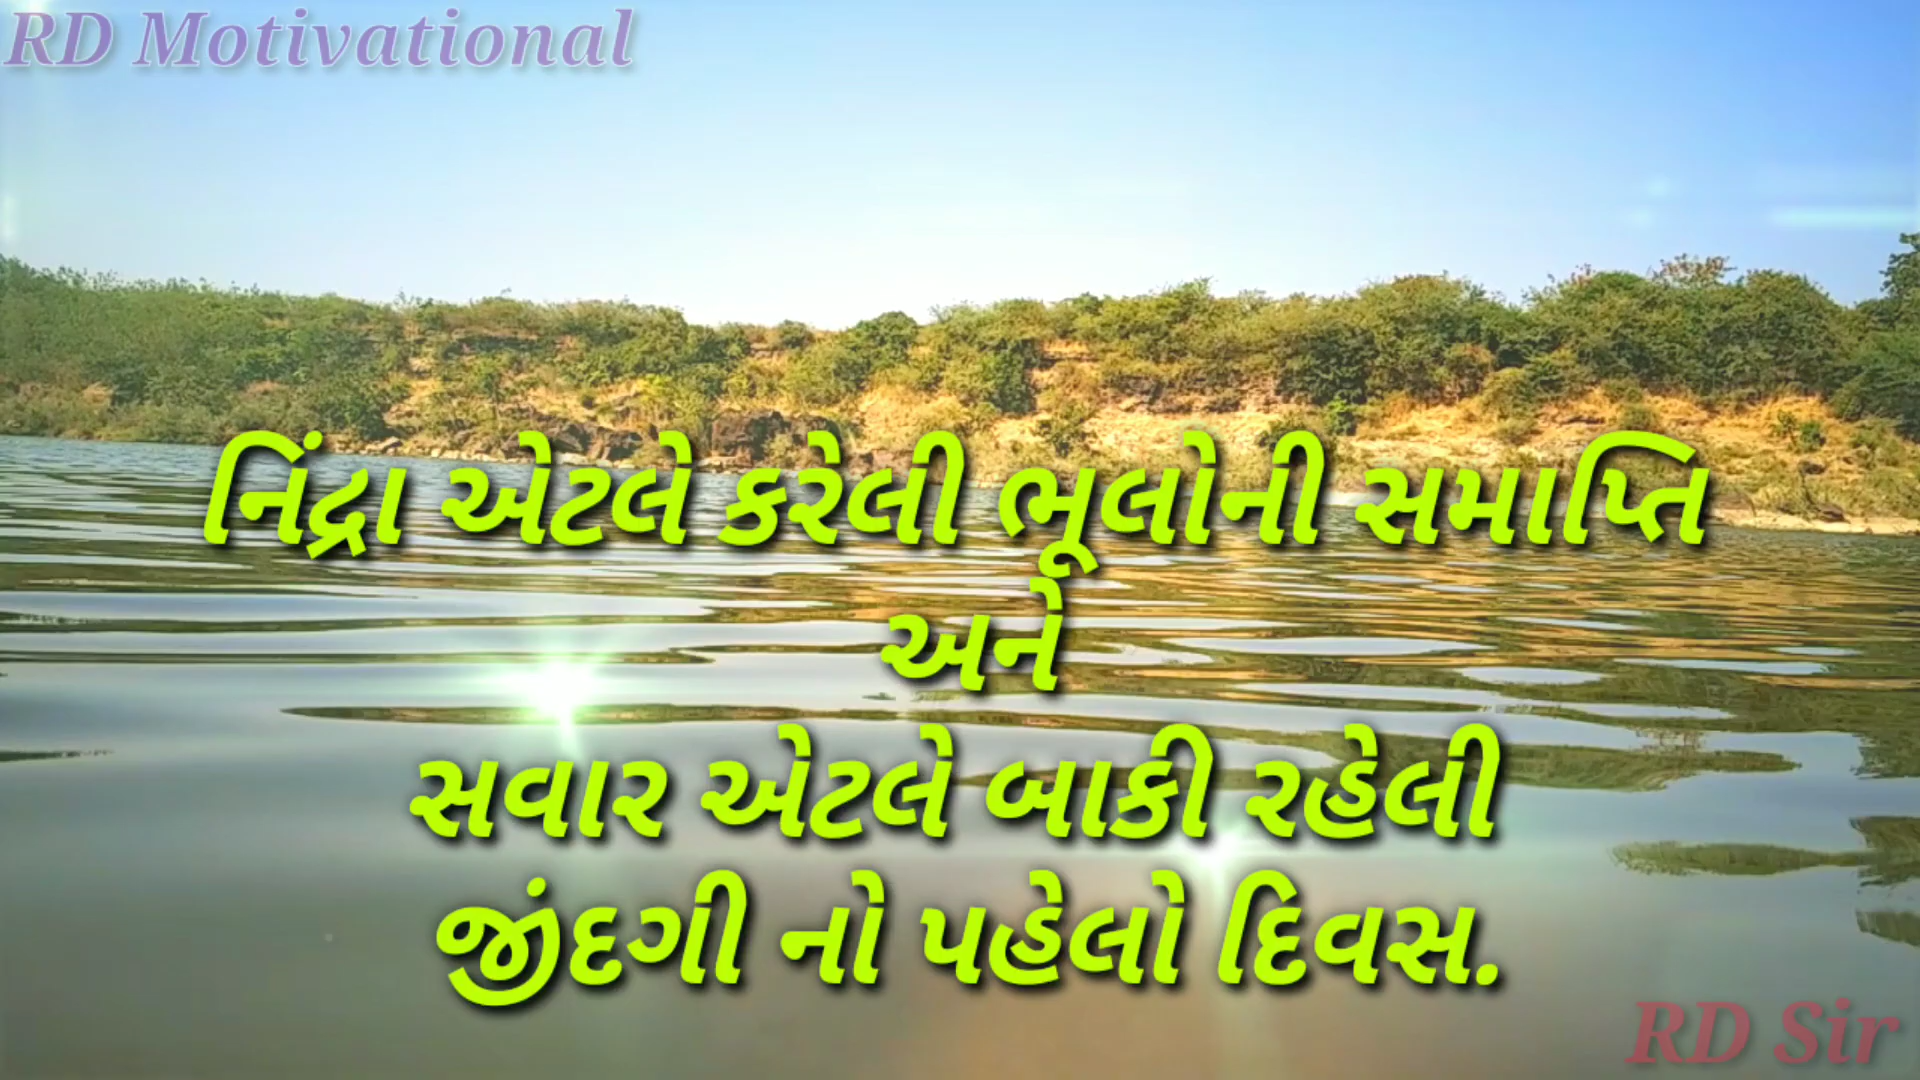 RD Motivational
નિંદ્રા એટલે કરેલી ભૂલોની સમાપ્તિ
અને
સવાર એટલે બાકી રહેલી
જીંદગી નો પહેલો દિવસ.
RD Sir